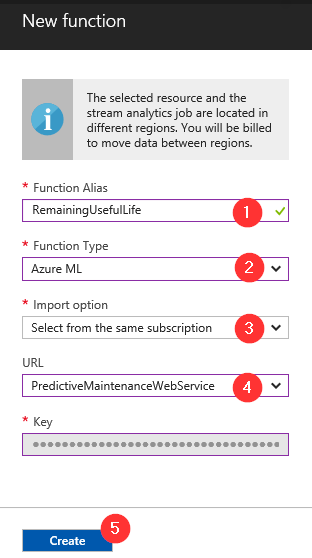 New function
The selected resource and the
stream analytics job are located in
different regions. You will be billed
to move data between regions.
* Function Alias
RemainingUsefulLife 1
* Function Type
Azure ML 2
* Import option
Select from the same subscription 3
URL
PredictiveMaintenanceWebService 4
* Key
5
Create